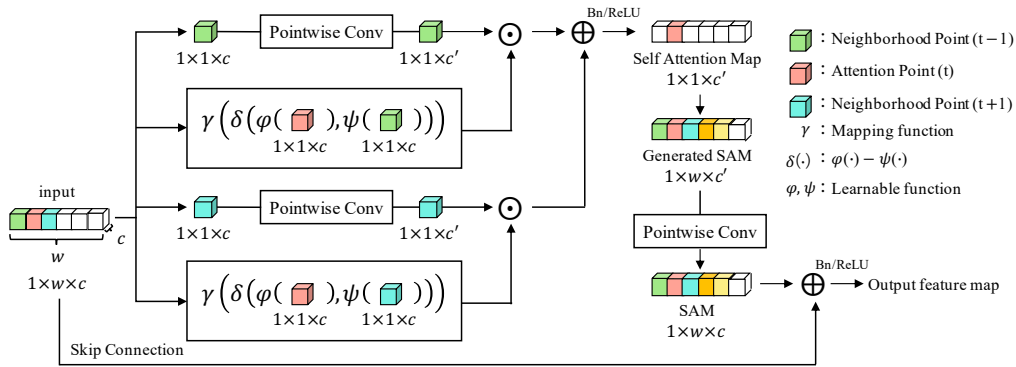 Pointwise Conv
1×1×c
1×1×c′
γ(δ(φ( ),ψ( )))
1×1×c 1×1×c
input
w
c
1×w×c
Pointwise Conv
1×1×c
1×1×c′
γ(δ(φ( ),ψ( )))
1×1×c 1×1×c
Skip Connection
Bn/ReLU
Self Attention Map
1×1×c′
Generated SAM
1×w×c′
Pointwise Conv
SAM
1×w×c
Bn/ReLU
Output feature map
: Neighborhood Point (t−1)
: Attention Point (t)
: Neighborhood Point (t+1)
γ : Mapping function
δ(·) : φ(·) − ψ(·)
φ, ψ : Learnable function